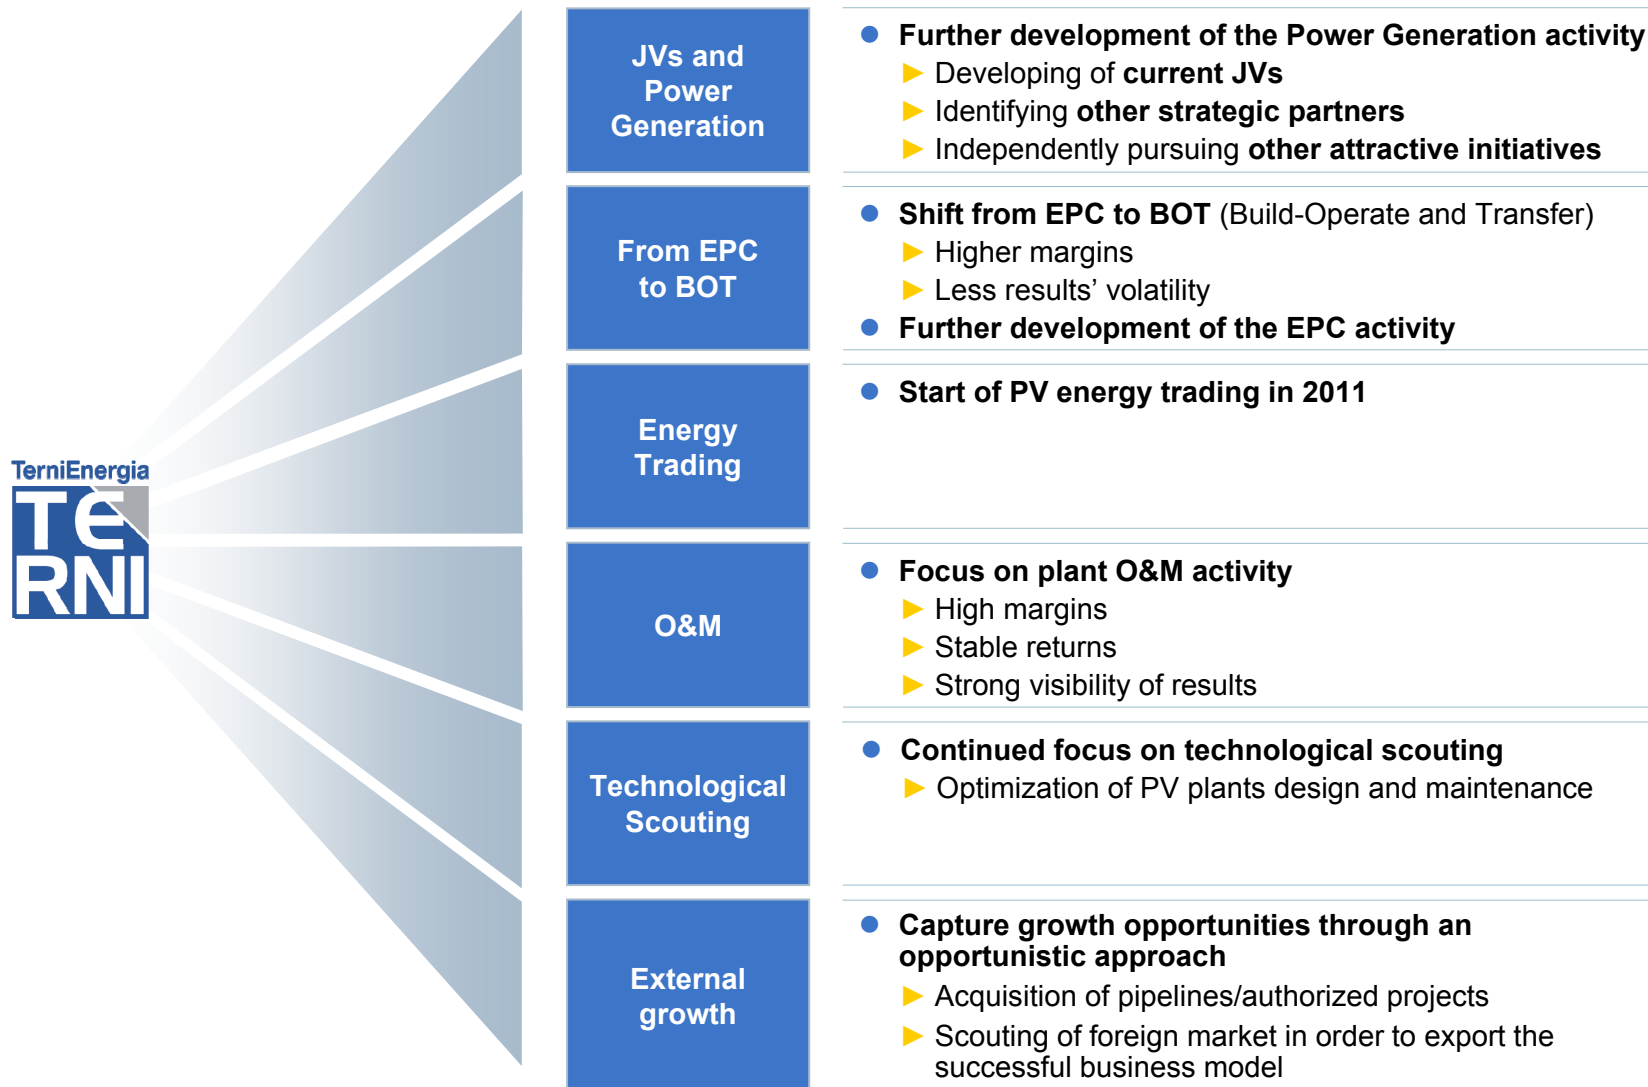 TerniEnergia
TE
RNI
JVs and
Power
Generation
Further development of the Power Generation activity
Developing of current JVs
Identifying other strategic partners
Independently pursuing other attractive initiatives
From EPC
to BOT
Shift from EPC to BOT (Build-Operate and Transfer)
Higher margins
Less results’ volatility
Further development of the EPC activity
Energy
Trading
Start of PV energy trading in 2011
O&M
Focus on plant O&M activity
High margins
Stable returns
Strong visibility of results
Technological
Scouting
Continued focus on technological scouting
Optimization of PV plants design and maintenance
External
growth
Capture growth opportunities through an
opportunistic approach
Acquisition of pipelines/authorized projects
Scouting of foreign market in order to export the
successful business model